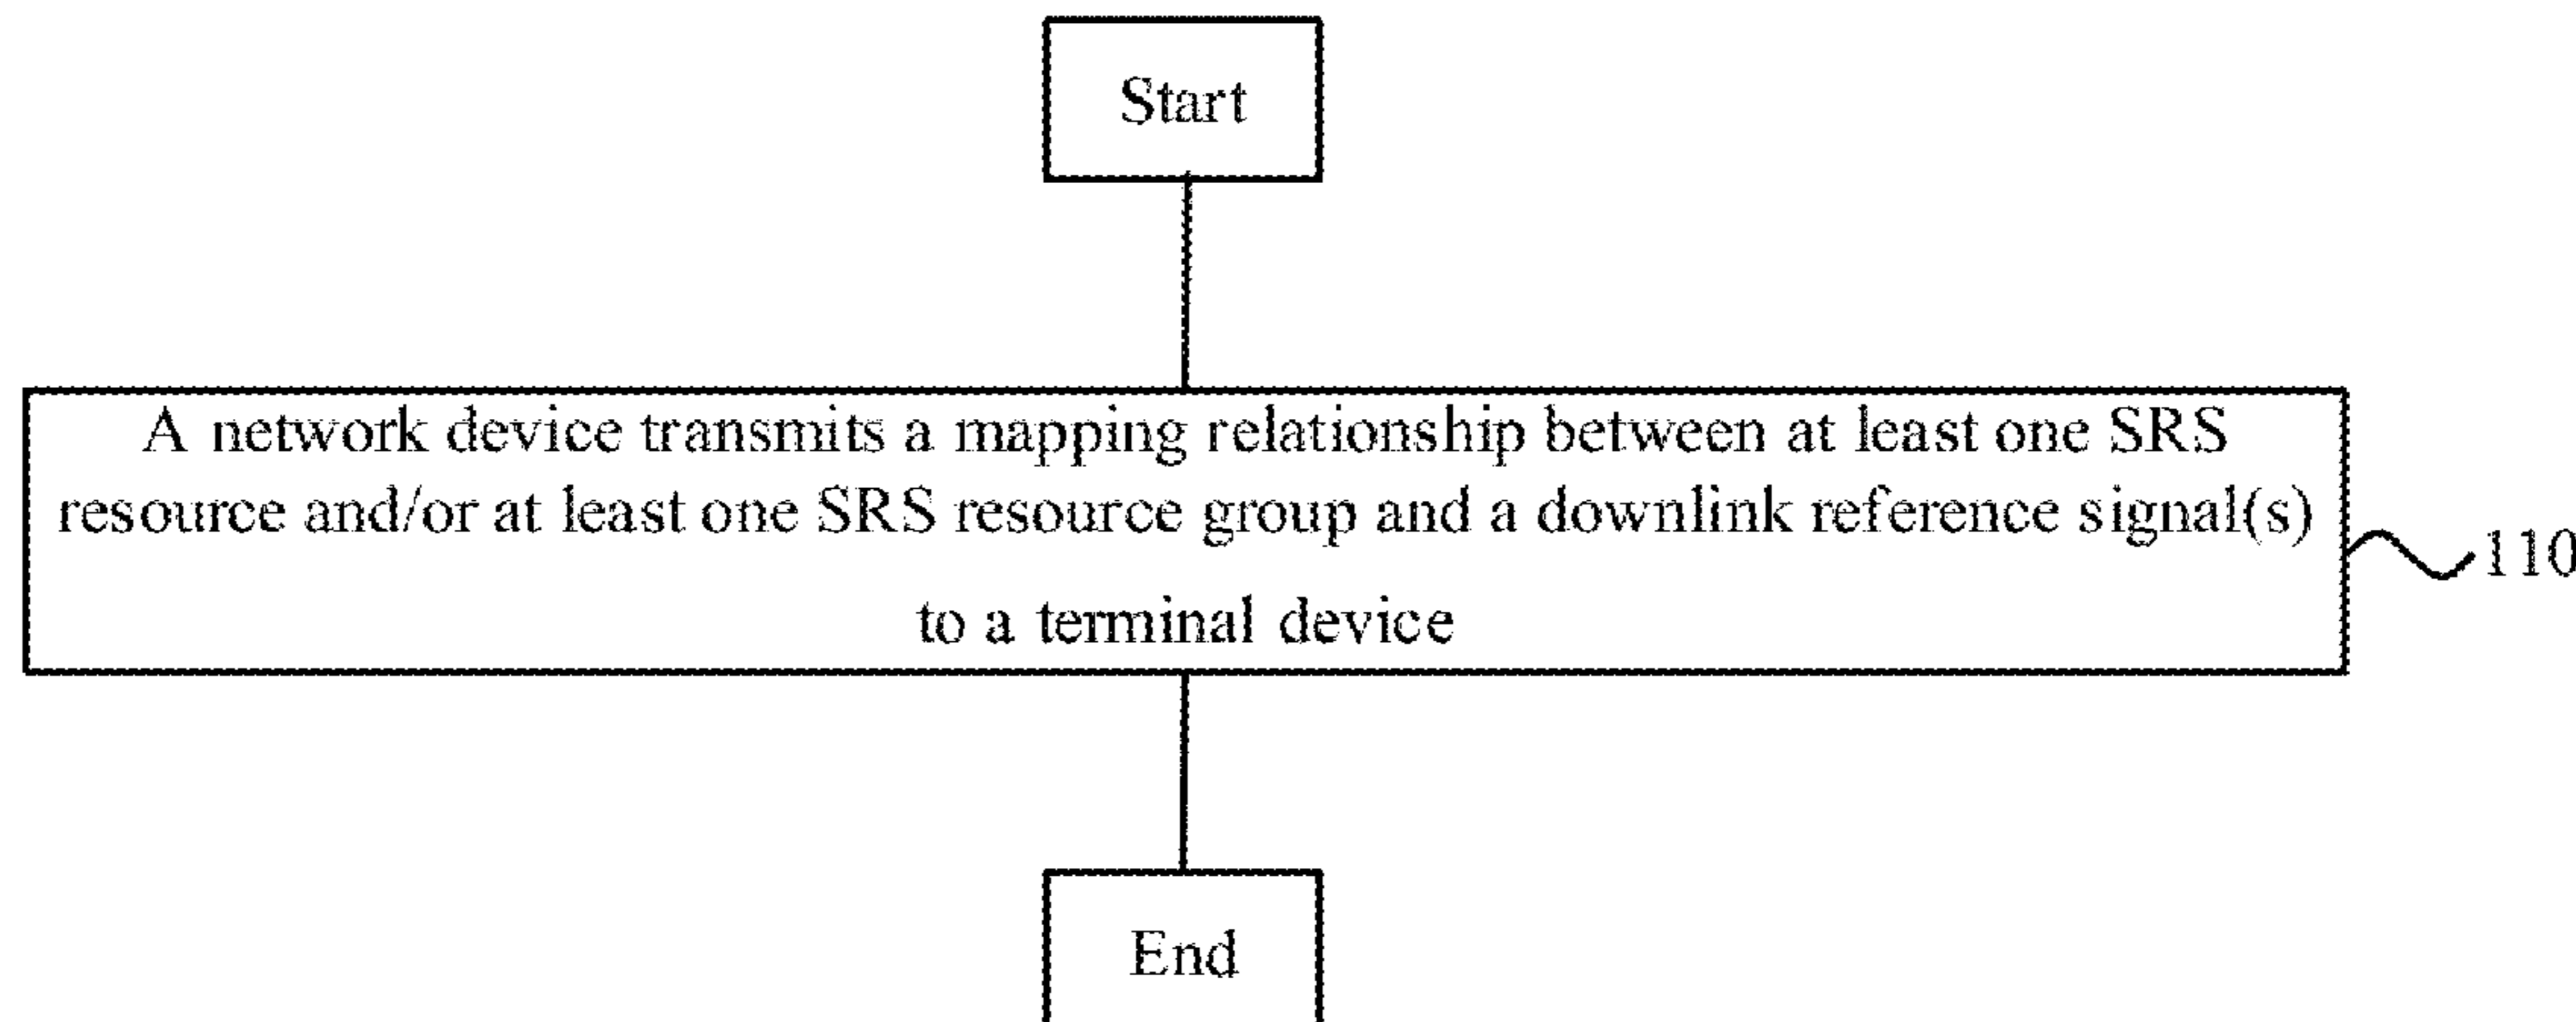 Start
A network device transmits a mapping relationship between at least one SRS
resource and/or at least one SRS resource group and a downlink reference signal(s)
to a terminal device
110
End